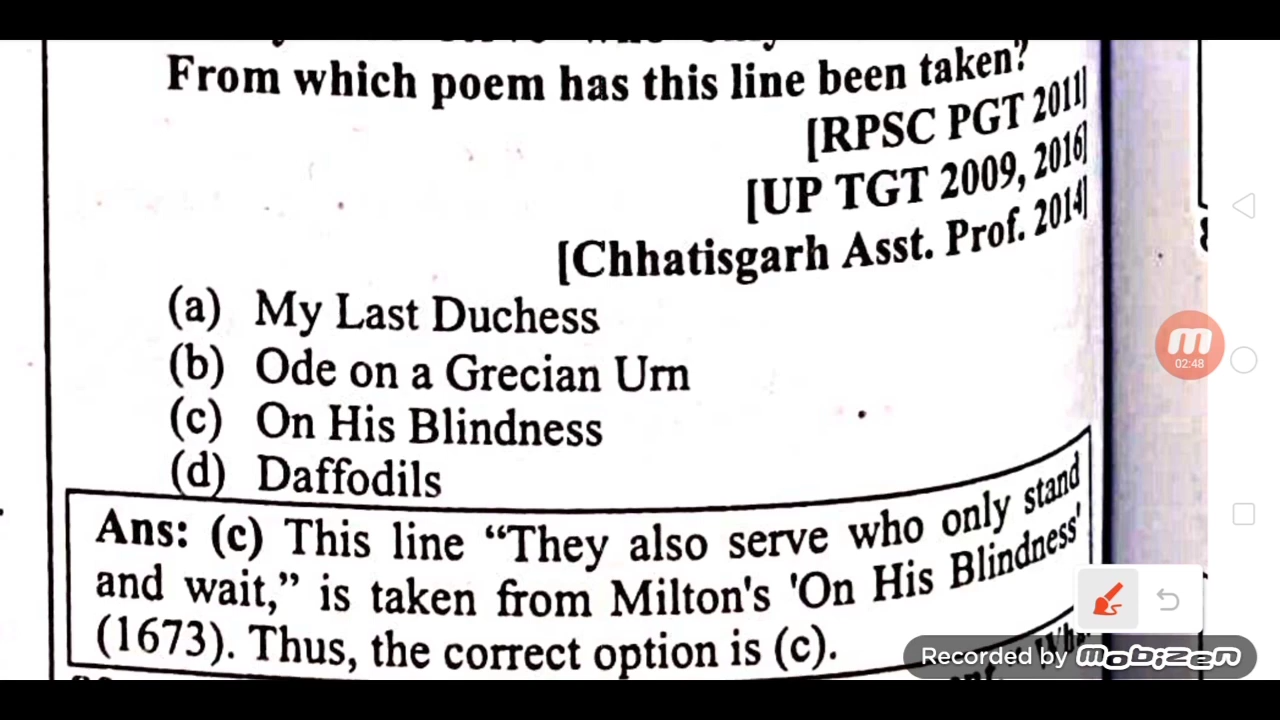 From which poem has this line been taken?
[RPSC PGT 2011]
[UP TGT 2009, 2016]
[Chhatisgarh Asst. Prof. 2014]
(a) My Last Duchess
(b) Ode on a Grecian Urn
(c) On His Blindness
(d) Daffodils
Ans: (c) This line “They also serve who only stand
and wait,” is taken from Milton's 'On His Blindness'
(1673). Thus, the correct option is (c).
02:48
Recorded by mobizen